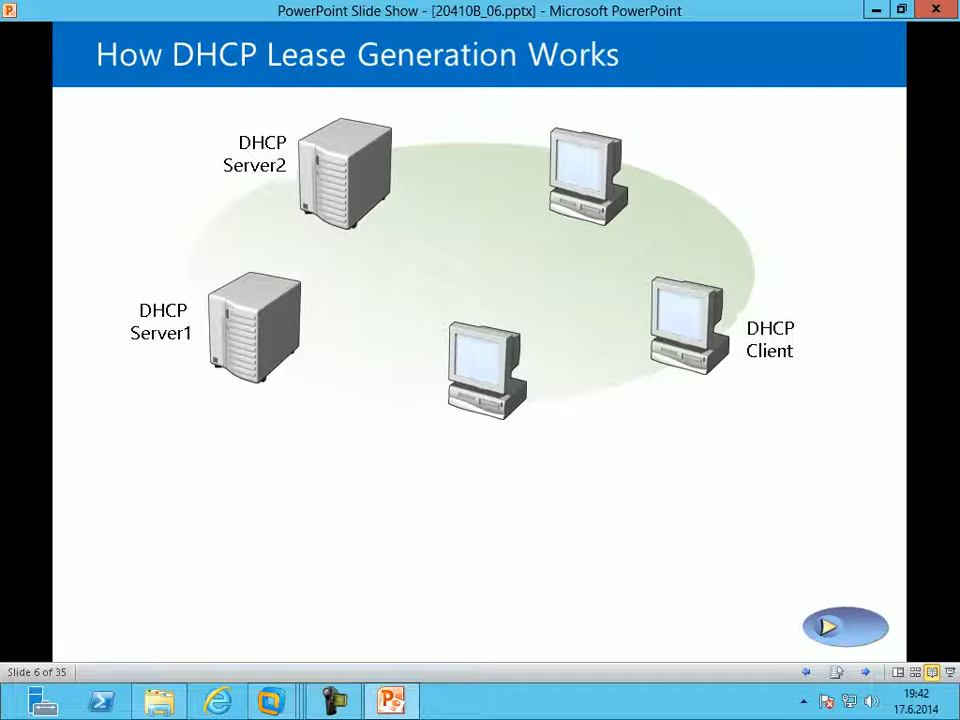 PowerPoint Slide Show - [20410B_06.pptx] - Microsoft PowerPoint
How DHCP Lease Generation Works
DHCP
Server2
DHCP
Server1
DHCP
Client
Slide 6 of 35
19:42
17.6.2014